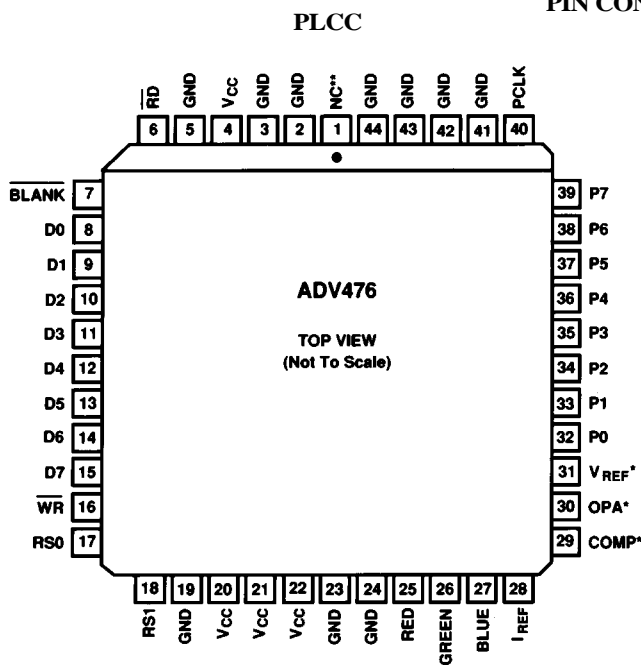 PIN CON
PLCC
RD GND VCC GND GND NC** GND GND GND GND PCLK
6 5 4 3 2 1 44 43 42 41 40
BLANK 7
D0 8
D1 9
D2 10
D3 11
D4 12
D5 13
D6 14
D7 15
WR 16
RS0 17
ADV476
TOP VIEW
(Not To Scale)
39 P7
38 P6
37 P5
36 P4
35 P3
34 P2
33 P1
32 P0
31 VREF*
30 OPA*
29 COMP*
18 19 20 21 22 23 24 25 26 27 28
RS1 GND VCC VCC VCC GND GND RED GREEN BLUE IREF